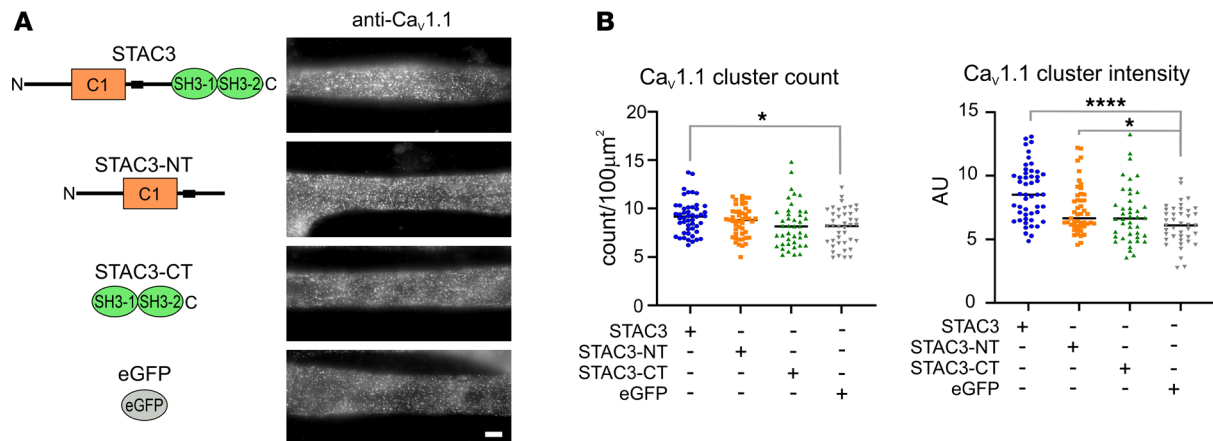 A
anti-Caᵥ1.1
STAC3
N C1 SH3-1 SH3-2 C
STAC3-NT
N C1
STAC3-CT
SH3-1 SH3-2 C
eGFP
eGFP
B
Caᵥ1.1 cluster count
*
count/100µm²
20
15
10
5
0
STAC3 + - - -
STAC3-NT - + - -
STAC3-CT - - + -
eGFP - - - +
Caᵥ1.1 cluster intensity
****
*
AU
15
10
5
0
STAC3 + - - -
STAC3-NT - + - -
STAC3-CT - - + -
eGFP - - - +